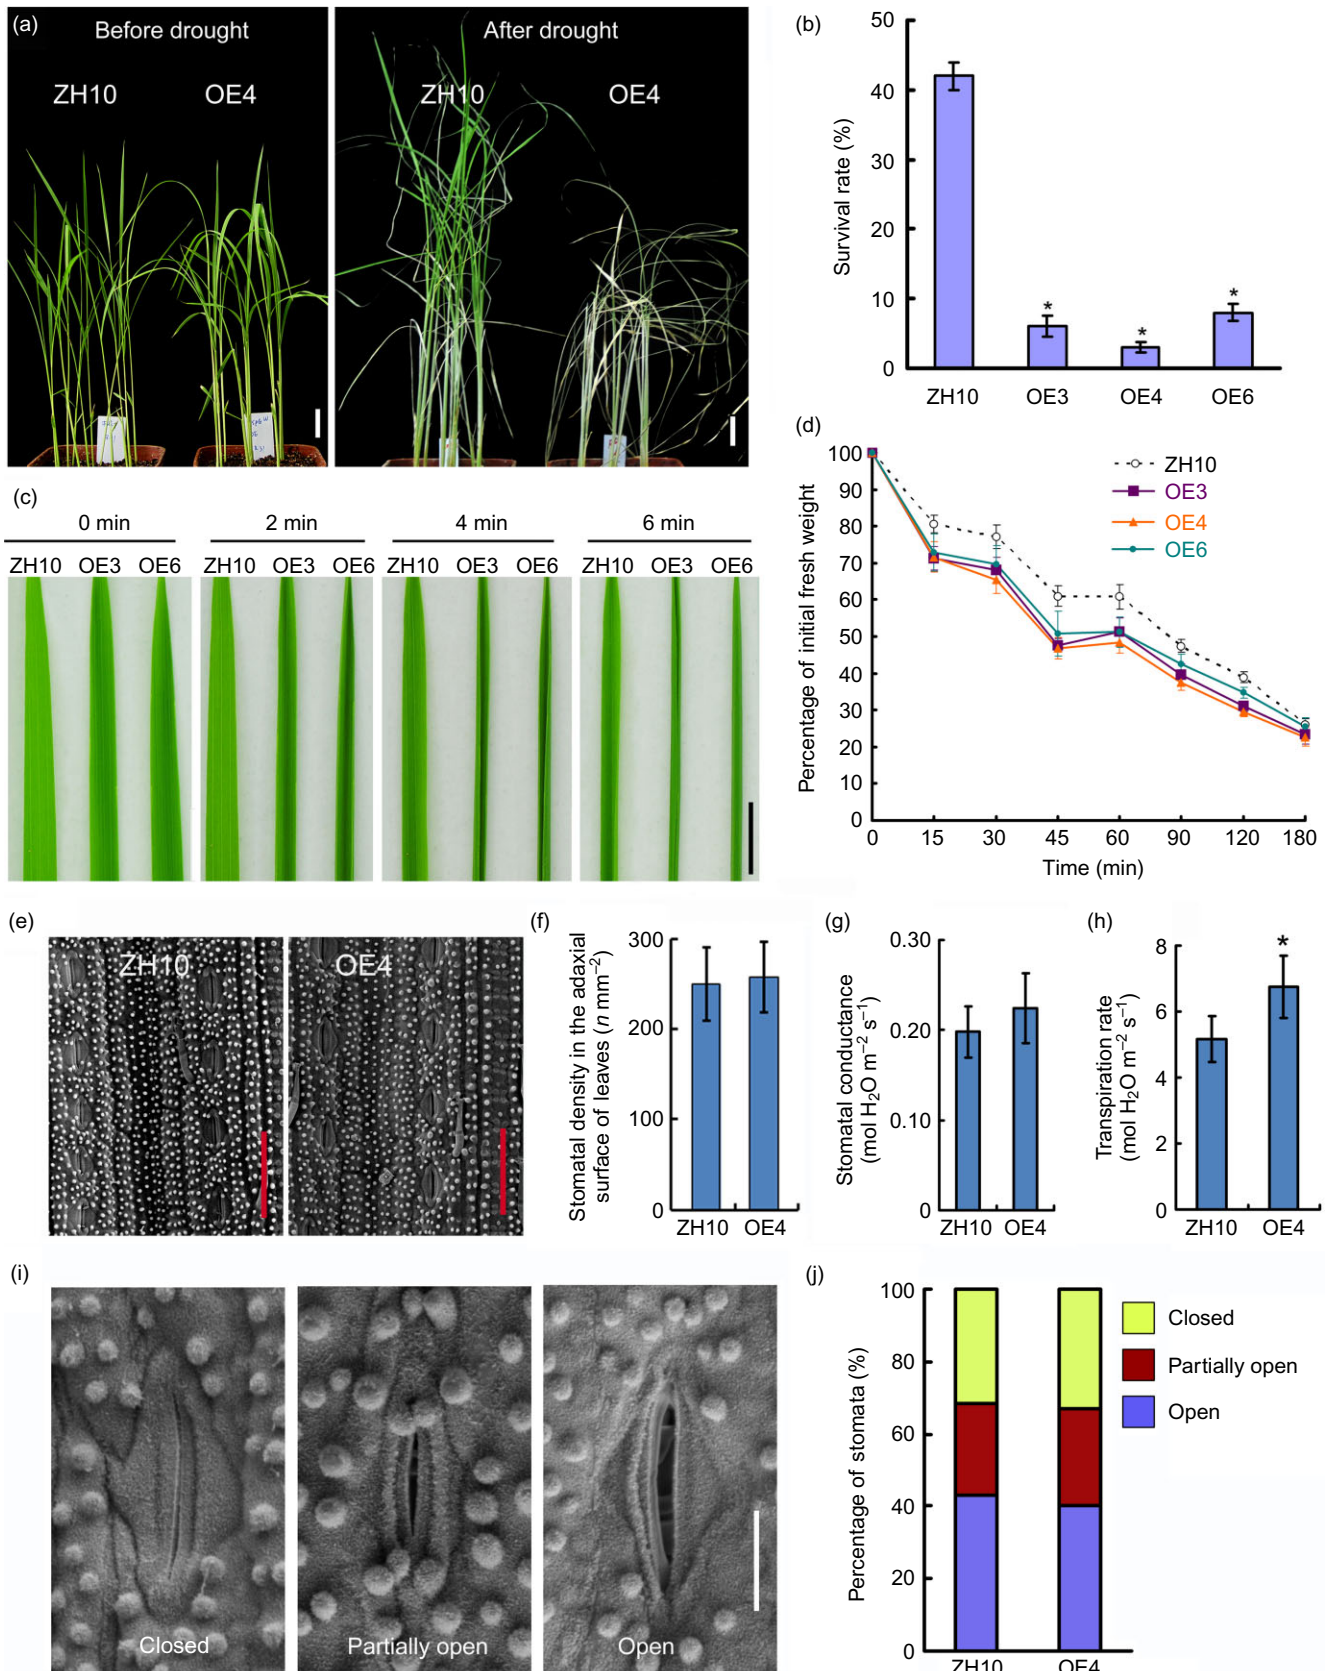 (a)
Before drought
After drought
ZH10
OE4
ZH10
OE4
(b)
Survival rate (%)
50
40
30
20
10
0
*
*
*
ZH10
OE3
OE4
OE6
(c)
0 min
2 min
4 min
6 min
ZH10 OE3 OE6
ZH10 OE3 OE6
ZH10 OE3 OE6
ZH10 OE3 OE6
(d)
Percentage of initial fresh weight
100
90
80
70
60
50
40
30
20
10
0
ZH10
OE3
OE4
OE6
0 15 30 45 60 90 120 180
Time (min)
(e)
ZH10
OE4
(f)
Stomatal density in the adaxial
surface of leaves (n mm−2)
300
200
100
0
ZH10 OE4
(g)
Stomatal conductance
(mol H2O m−2 s−1)
0.30
0.20
0.10
0
ZH10 OE4
(h)
Transpiration rate
(mol H2O m−2 s−1)
8
6
4
2
0
*
ZH10 OE4
(i)
Closed
Partially open
Open
(j)
Percentage of stomata (%)
100
80
60
40
20
0
Closed
Partially open
Open
ZH10
OE4